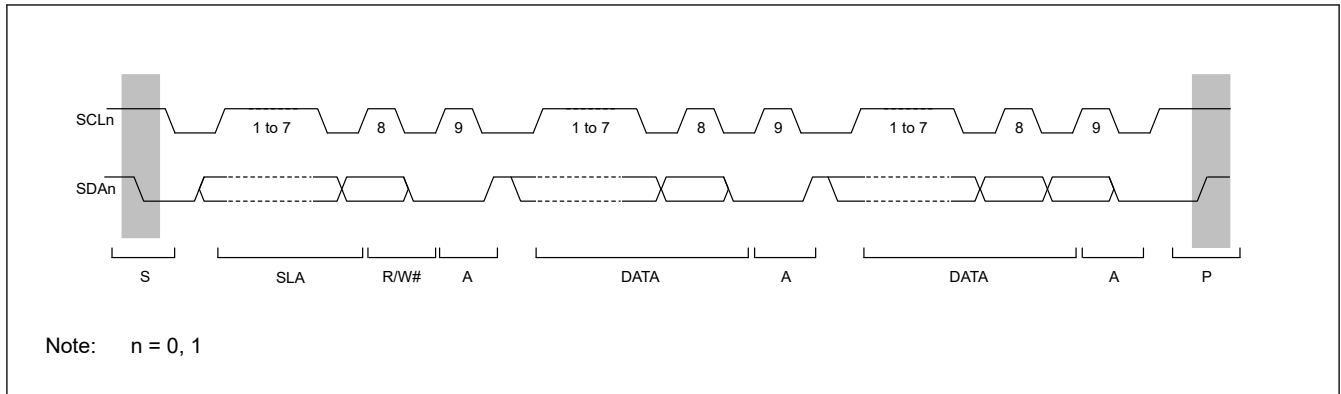 SCLn
1 to 7 8 9 1 to 7 8 9 1 to 7 8 9
SDAn
S SLA R/W# A DATA A DATA A P
Note: n = 0, 1